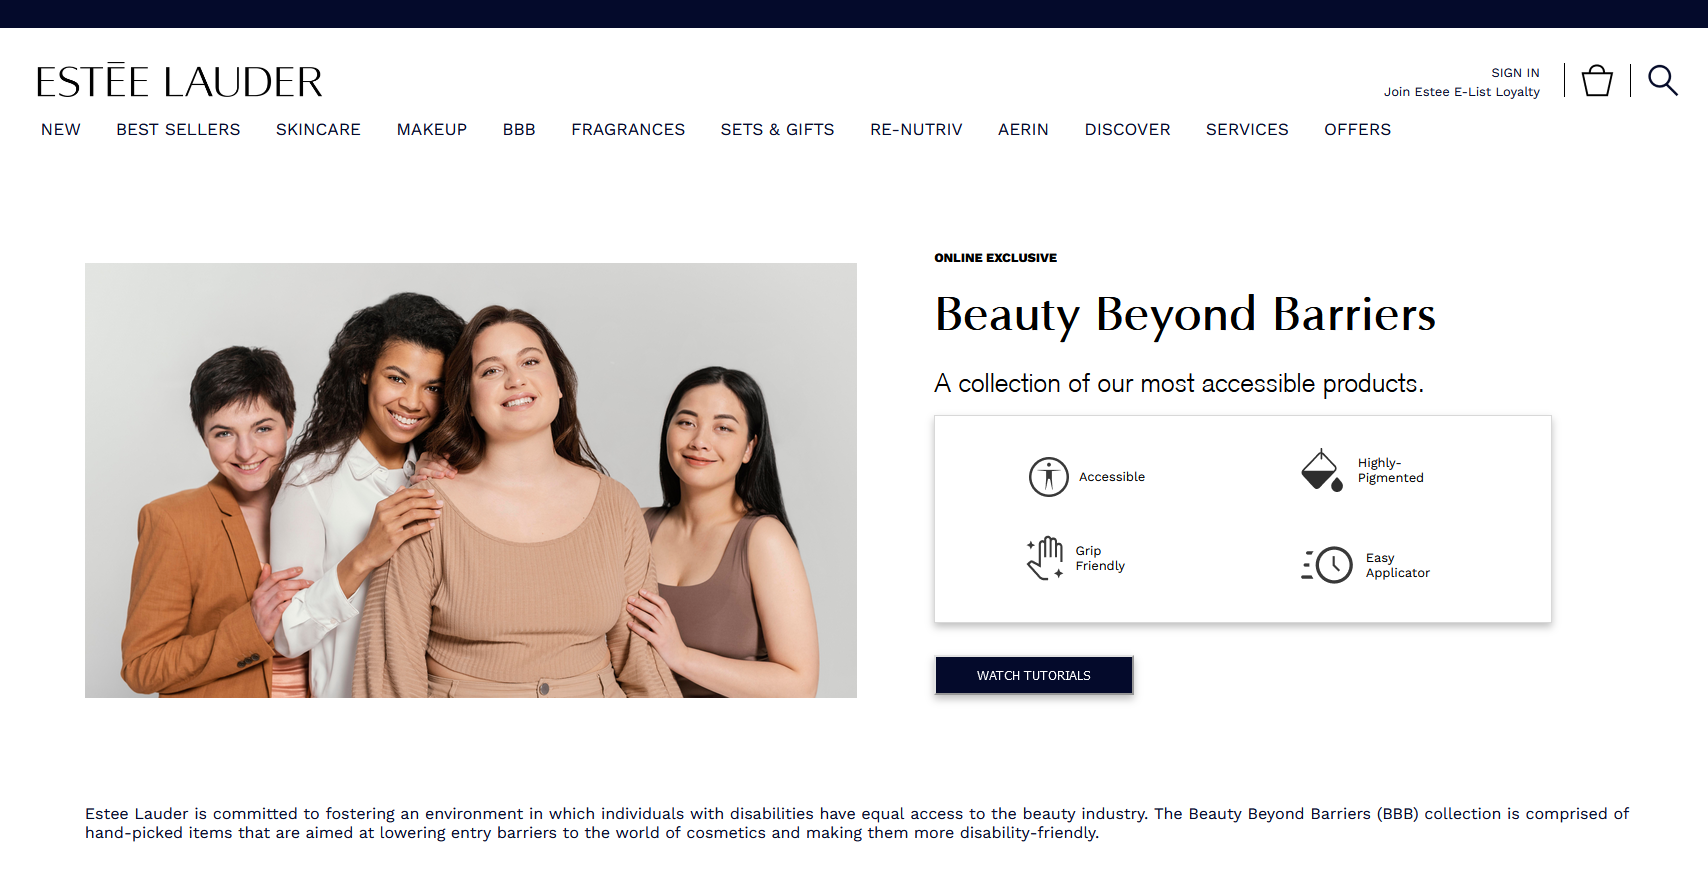 ESTĒE LAUDER
SIGN IN
Join Estee E-List Loyalty
NEW BEST SELLERS SKINCARE MAKEUP BBB FRAGRANCES SETS & GIFTS RE-NUTRIV AERIN DISCOVER SERVICES OFFERS
ONLINE EXCLUSIVE
Beauty Beyond Barriers
A collection of our most accessible products.
Accessible
Highly-
Pigmented
Grip
Friendly
Easy
Applicator
WATCH TUTORIALS
Estee Lauder is committed to fostering an environment in which individuals with disabilities have equal access to the beauty industry. The Beauty Beyond Barriers (BBB) collection is comprised of
hand-picked items that are aimed at lowering entry barriers to the world of cosmetics and making them more disability-friendly.